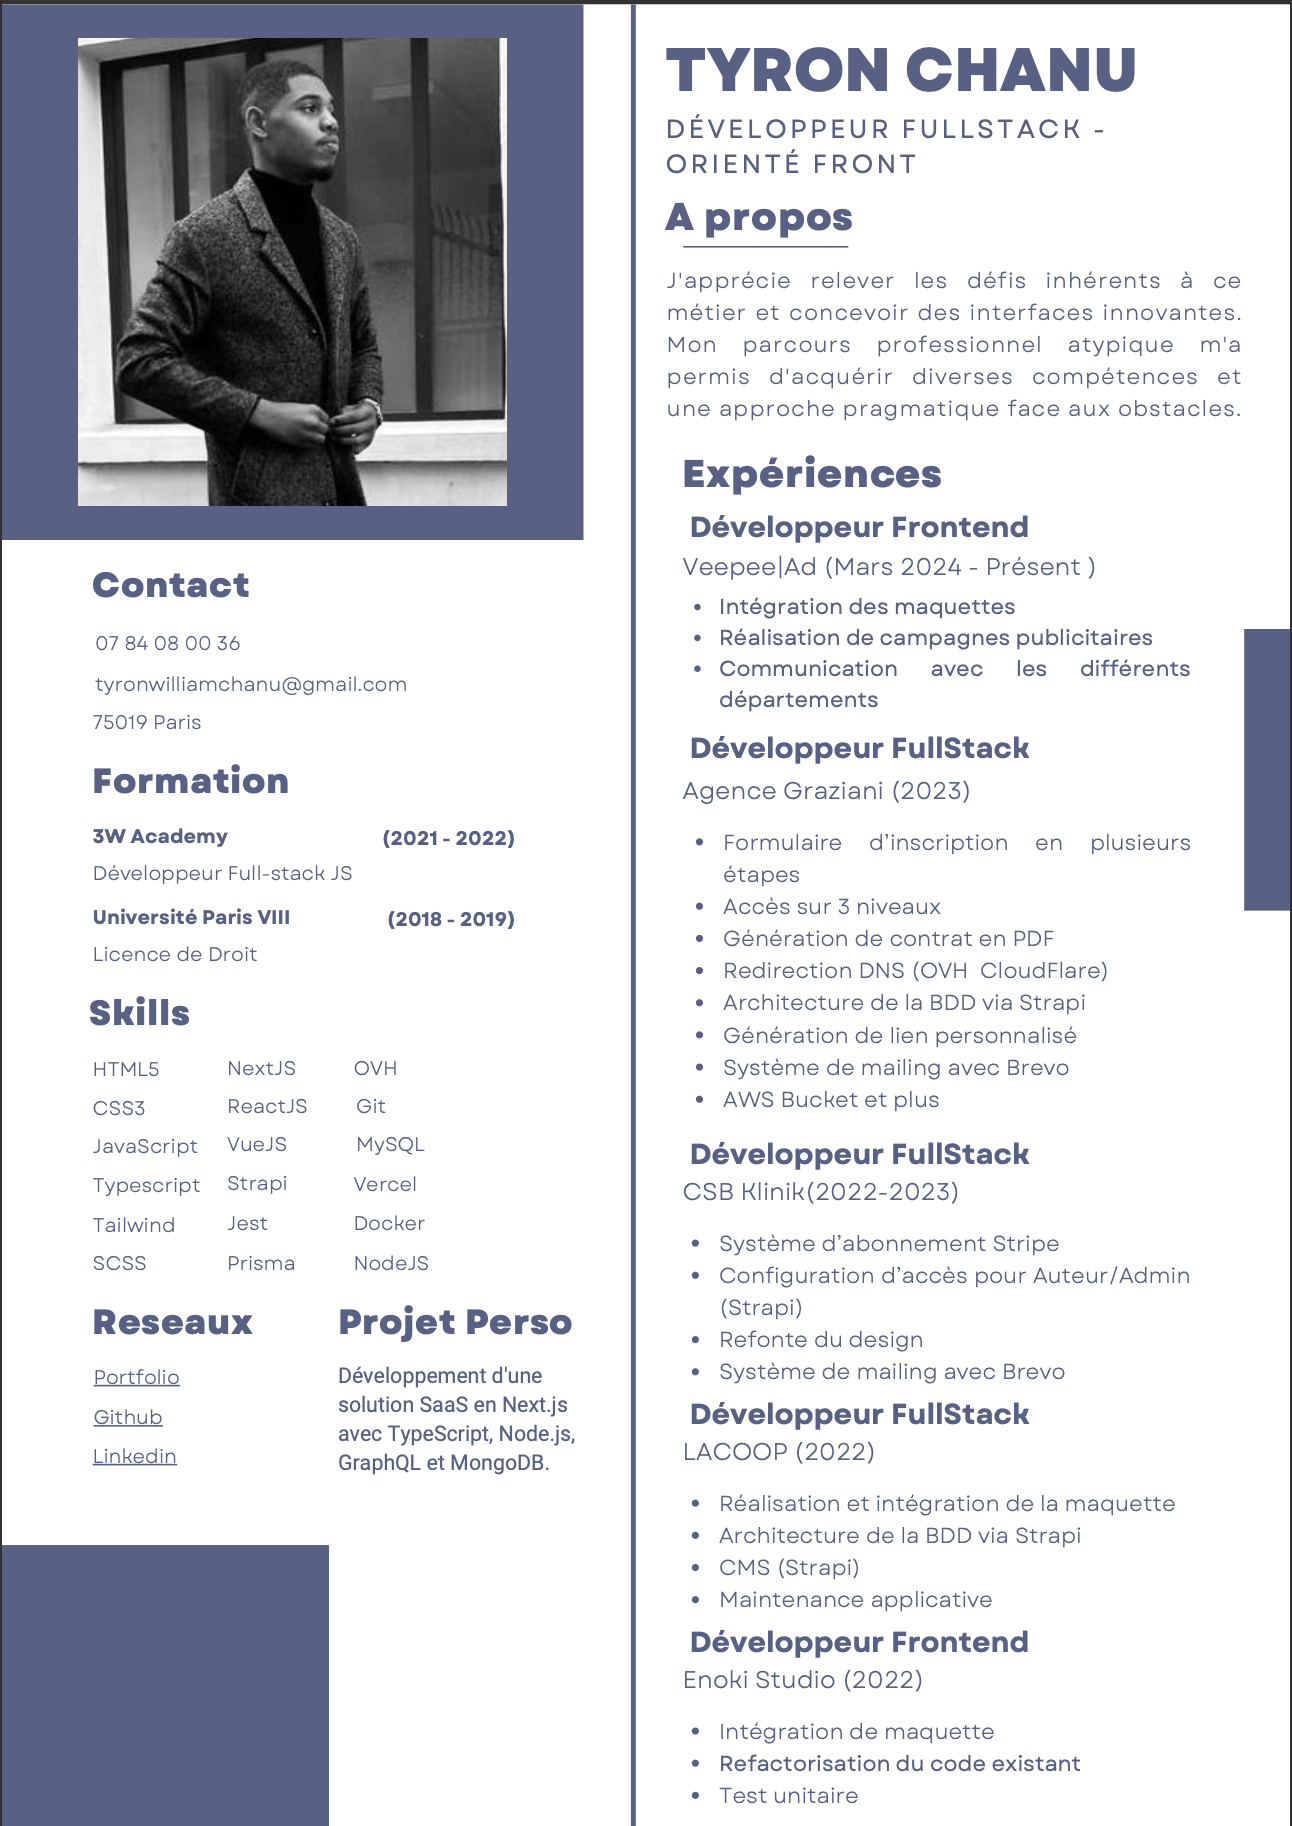 TYRON CHANU
DÉVELOPPEUR FULLSTACK -
ORIENTÉ FRONT
A propos
J'apprécie relever les défis inhérents à ce
métier et concevoir des interfaces innovantes.
Mon parcours professionnel atypique m'a
permis d'acquérir diverses compétences et
une approche pragmatique face aux obstacles.
Expériences
Développeur Frontend
Veepee|Ad (Mars 2024 - Présent )
• Intégration des maquettes
• Réalisation de campagnes publicitaires
• Communication avec les différents
départements
Développeur FullStack
Agence Graziani (2023)
• Formulaire d’inscription en plusieurs
étapes
• Accès sur 3 niveaux
• Génération de contrat en PDF
• Redirection DNS (OVH CloudFlare)
• Architecture de la BDD via Strapi
• Génération de lien personnalisé
• Système de mailing avec Brevo
• AWS Bucket et plus
Développeur FullStack
CSB Klinik(2022-2023)
• Système d’abonnement Stripe
• Configuration d’accès pour Auteur/Admin
(Strapi)
• Refonte du design
• Système de mailing avec Brevo
Développeur FullStack
LACOOP (2022)
• Réalisation et intégration de la maquette
• Architecture de la BDD via Strapi
• CMS (Strapi)
• Maintenance applicative
Développeur Frontend
Enoki Studio (2022)
• Intégration de maquette
• Refactorisation du code existant
• Test unitaire
Contact
07 84 08 00 36
tyronwilliamchanu@gmail.com
75019 Paris
Formation
3W Academy (2021 - 2022)
Développeur Full-stack JS
Université Paris VIII (2018 - 2019)
Licence de Droit
Skills
HTML5 NextJS OVH
CSS3 ReactJS Git
JavaScript VueJS MySQL
Typescript Strapi Vercel
Tailwind Jest Docker
SCSS Prisma NodeJS
Reseaux
Portfolio
Github
Linkedin
Projet Perso
Développement d'une
solution SaaS en Next.js
avec TypeScript, Node.js,
GraphQL et MongoDB.